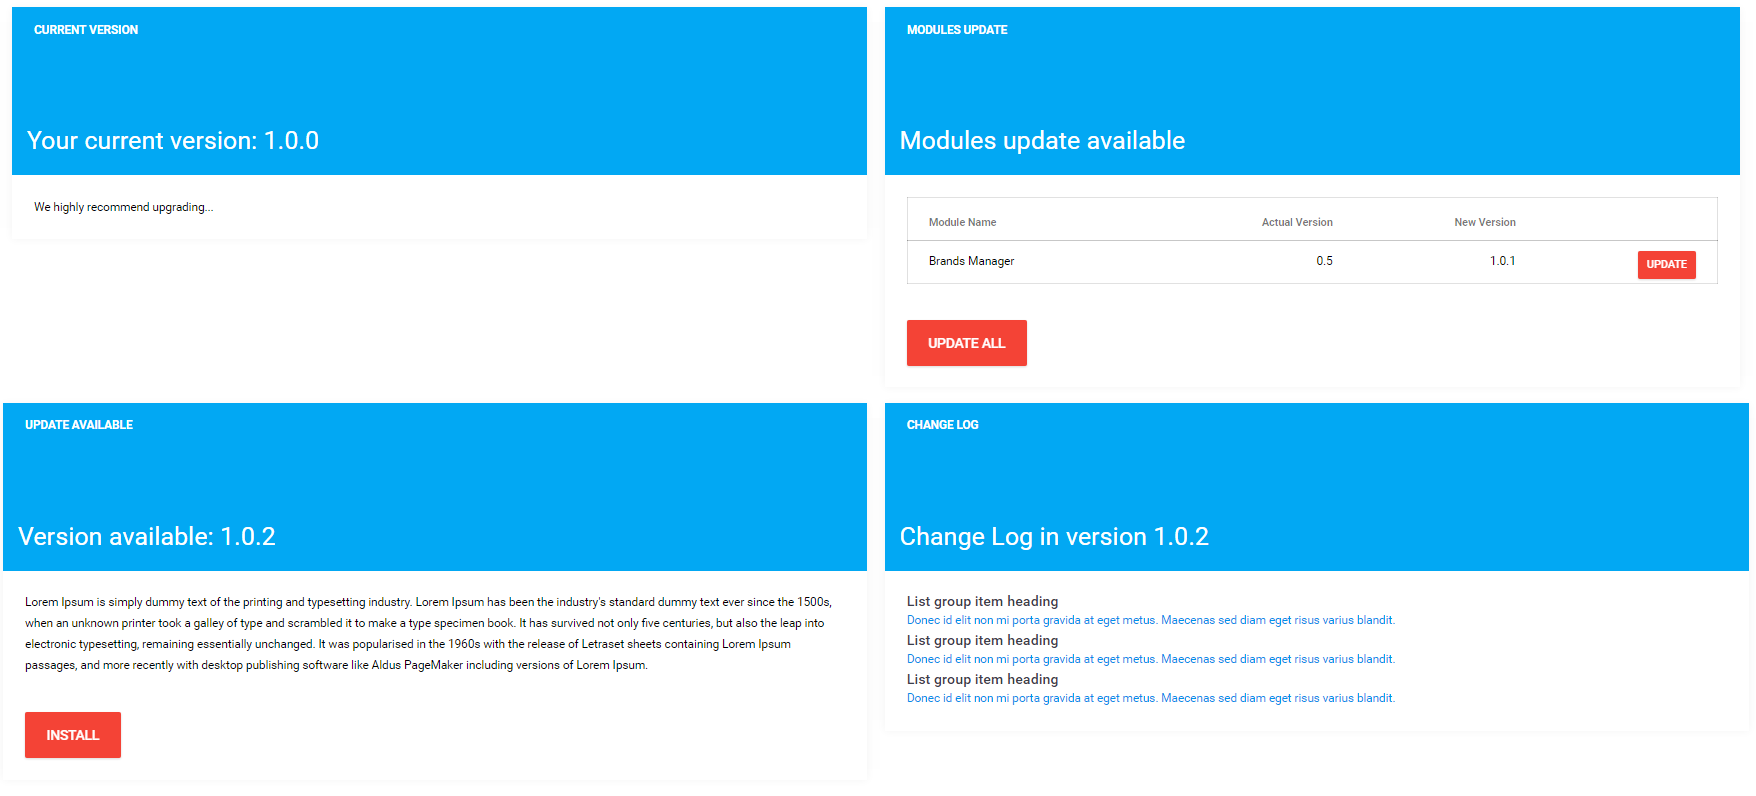 CURRENT VERSION
Your current version: 1.0.0
We highly recommend upgrading...
MODULES UPDATE
Modules update available
Module Name Actual Version New Version
Brands Manager 0.5 1.0.1 UPDATE
UPDATE ALL
UPDATE AVAILABLE
Version available: 1.0.2
Lorem Ipsum is simply dummy text of the printing and typesetting industry. Lorem Ipsum has been the industry's standard dummy text ever since the 1500s,
when an unknown printer took a galley of type and scrambled it to make a type specimen book. It has survived not only five centuries, but also the leap into
electronic typesetting, remaining essentially unchanged. It was popularised in the 1960s with the release of Letraset sheets containing Lorem Ipsum
passages, and more recently with desktop publishing software like Aldus PageMaker including versions of Lorem Ipsum.
INSTALL
CHANGE LOG
Change Log in version 1.0.2
List group item heading
Donec id elit non mi porta gravida at eget metus. Maecenas sed diam eget risus varius blandit.
List group item heading
Donec id elit non mi porta gravida at eget metus. Maecenas sed diam eget risus varius blandit.
List group item heading
Donec id elit non mi porta gravida at eget metus. Maecenas sed diam eget risus varius blandit.